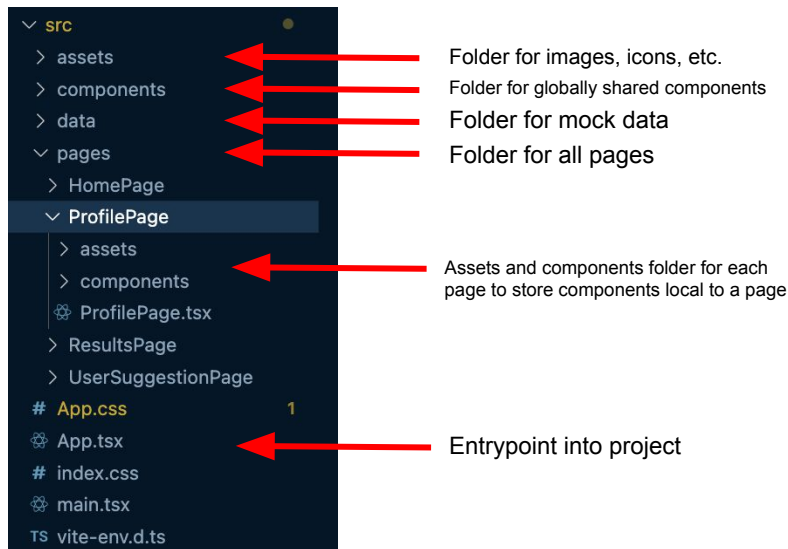 src
assets
Folder for images, icons, etc.
components
Folder for globally shared components
data
Folder for mock data
pages
Folder for all pages
HomePage
ProfilePage
assets
components
Assets and components folder for each
page to store components local to a page
ProfilePage.tsx
ResultsPage
UserSuggestionPage
# App.css 1
App.tsx
Entrypoint into project
# index.css
main.tsx
TS vite-env.d.ts